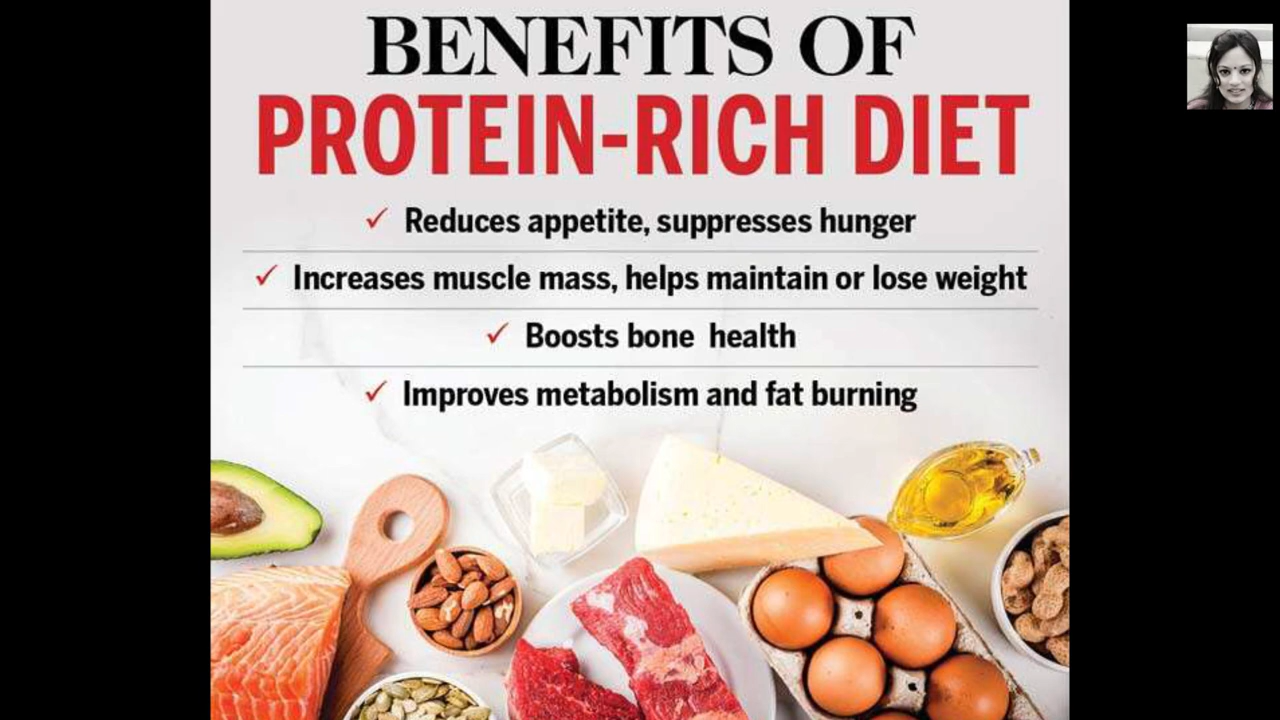 BENEFITS OF
PROTEIN-RICH DIET
✓ Reduces appetite, suppresses hunger
✓ Increases muscle mass, helps maintain or lose weight
✓ Boosts bone health
✓ Improves metabolism and fat burning